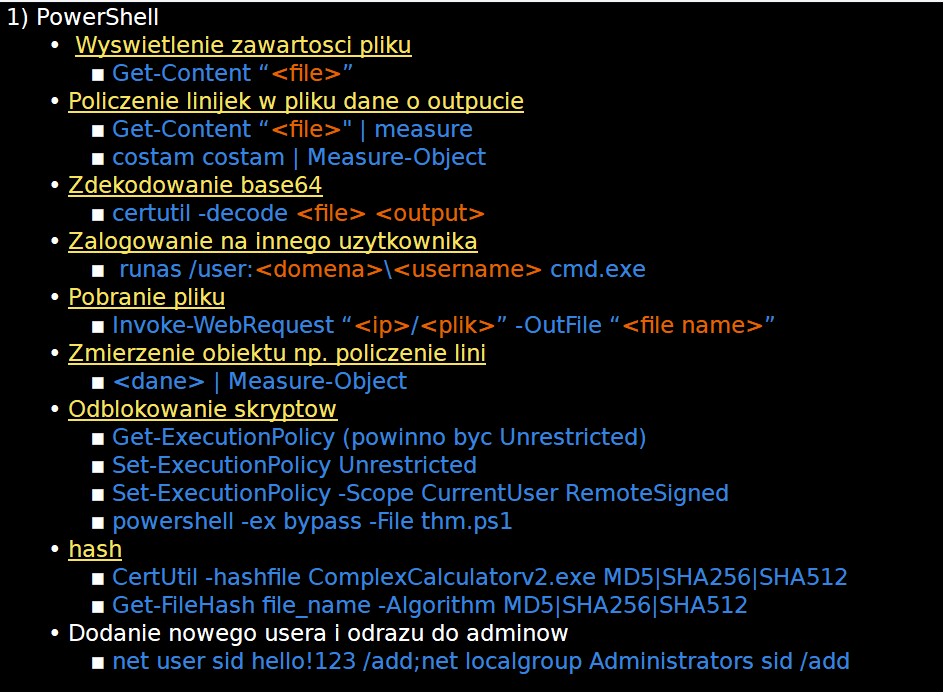 1) PowerShell
• Wyswietlenie zawartosci pliku
▪ Get-Content “<file>”
• Policzenie linijek w pliku dane o outpucie
▪ Get-Content “<file>" | measure
▪ costam costam | Measure-Object
• Zdekodowanie base64
▪ certutil -decode <file> <output>
• Zalogowanie na innego uzytkownika
▪ runas /user:<domena>\<username> cmd.exe
• Pobranie pliku
▪ Invoke-WebRequest “<ip>/<plik>” -OutFile “<file name>”
• Zmierzenie obiektu np. policzenie lini
▪ <dane> | Measure-Object
• Odblokowanie skryptow
▪ Get-ExecutionPolicy (powinno byc Unrestricted)
▪ Set-ExecutionPolicy Unrestricted
▪ Set-ExecutionPolicy -Scope CurrentUser RemoteSigned
▪ powershell -ex bypass -File thm.ps1
• hash
▪ CertUtil -hashfile ComplexCalculatorv2.exe MD5|SHA256|SHA512
▪ Get-FileHash file_name -Algorithm MD5|SHA256|SHA512
• Dodanie nowego usera i odrazu do adminow
▪ net user sid hello!123 /add;net localgroup Administrators sid /add